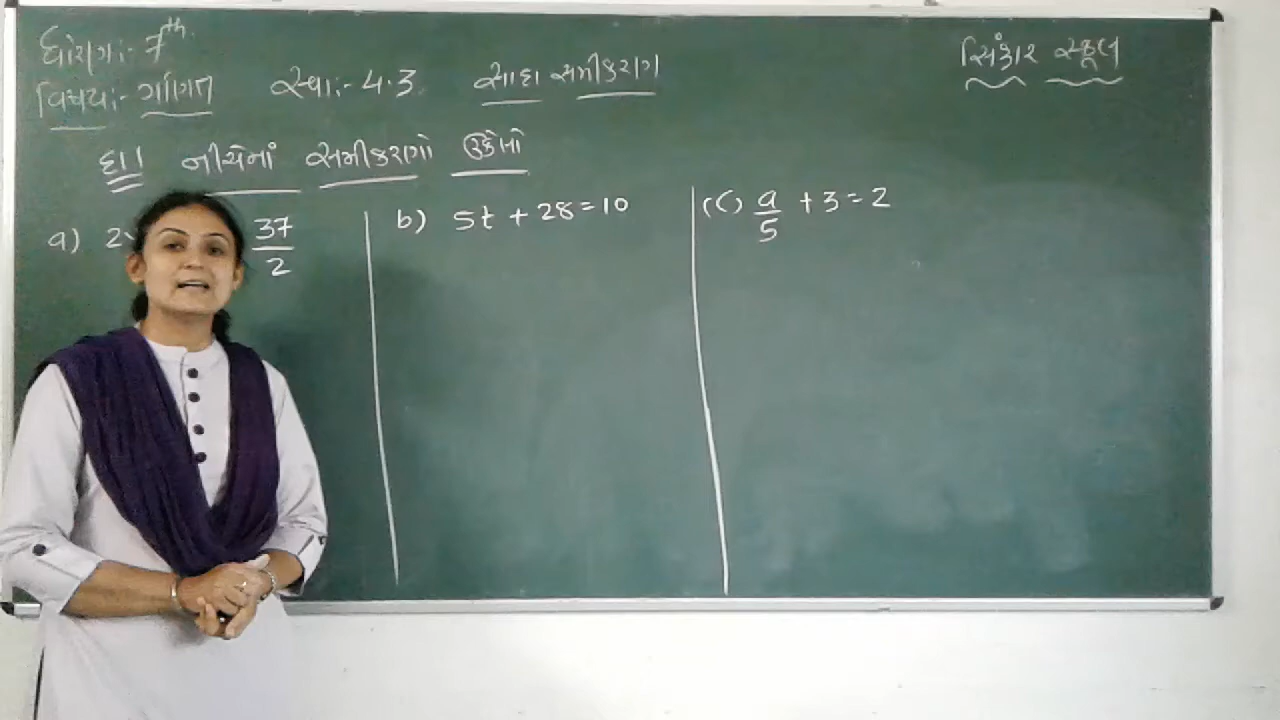 ધોરણ:- 7th
સિંકાર સ્કૂલ
વિષય:- ગણિત સ્વા:- 4.3 સાદા સમીકરણ
દા1 નીચેનાં સમીકરણો ઉકેલો
a) 2 37/2
b) 5t + 28 = 10
(C) a/5 + 3 = 2